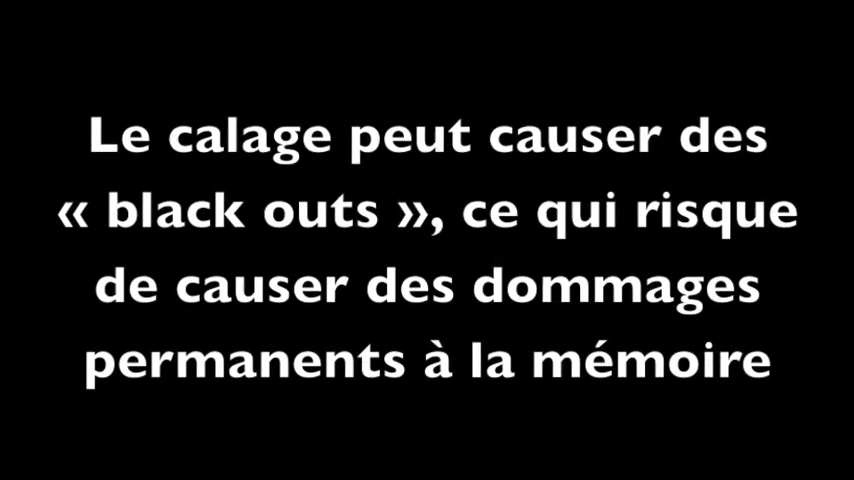 Le calage peut causer des
« black outs », ce qui risque
de causer des dommages
permanents à la mémoire